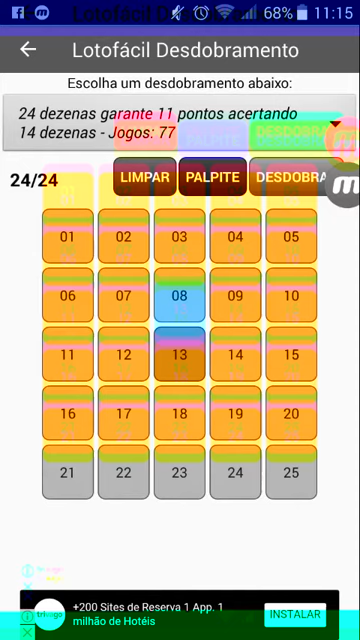 68% 11:15
Lotofácil Desdobramento
Escolha um desdobramento abaixo:
24 dezenas garante 11 pontos acertando
14 dezenas - Jogos: 77
24/24 LIMPAR PALPITE DESDOBRA
01 02 03 04 05
06 07 08 09 10
11 12 13 14 15
16 17 18 19 20
21 22 23 24 25
+200 Sites de Reserva 1 App. 1
milhão de Hotéis
INSTALAR